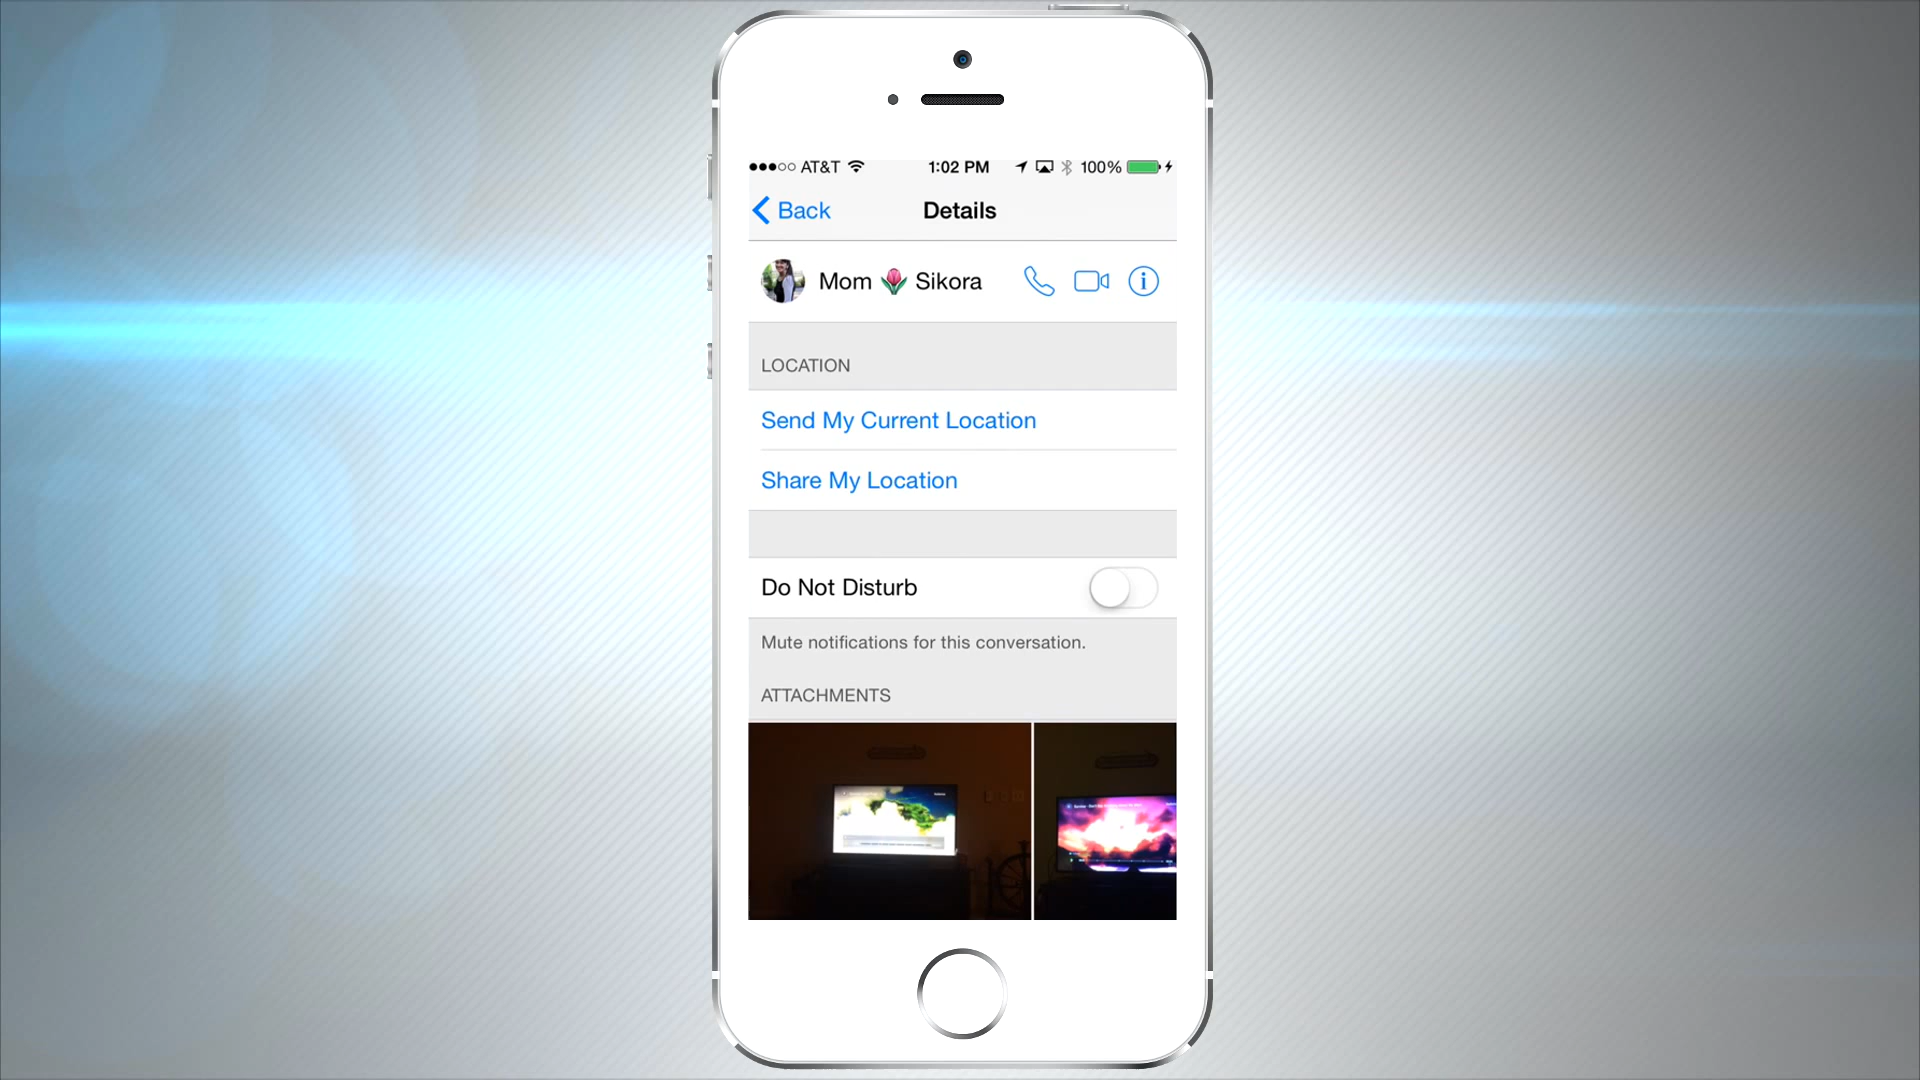 AT&T 1:02 PM 100%
Back Details
Mom 🌷 Sikora
LOCATION
Send My Current Location
Share My Location
Do Not Disturb
Mute notifications for this conversation.
ATTACHMENTS